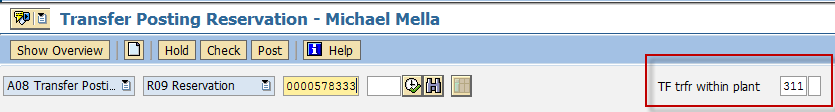 Transfer Posting Reservation - Michael Mella
Show Overview Hold Check Post Help
A08 Transfer Posti... R09 Reservation 0000578333 TF trfr within plant 311